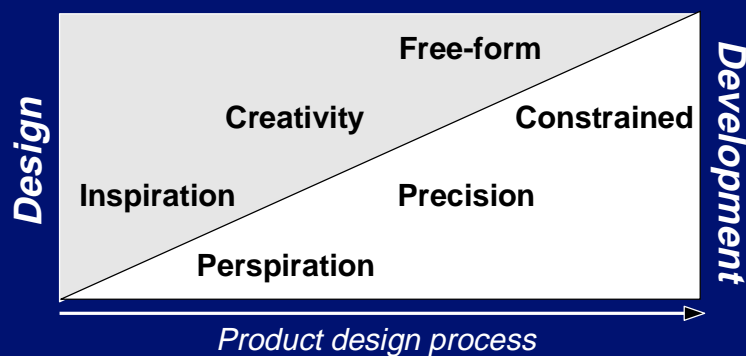 Design
Free-form
Creativity
Constrained
Inspiration
Precision
Perspiration
Development
Product design process